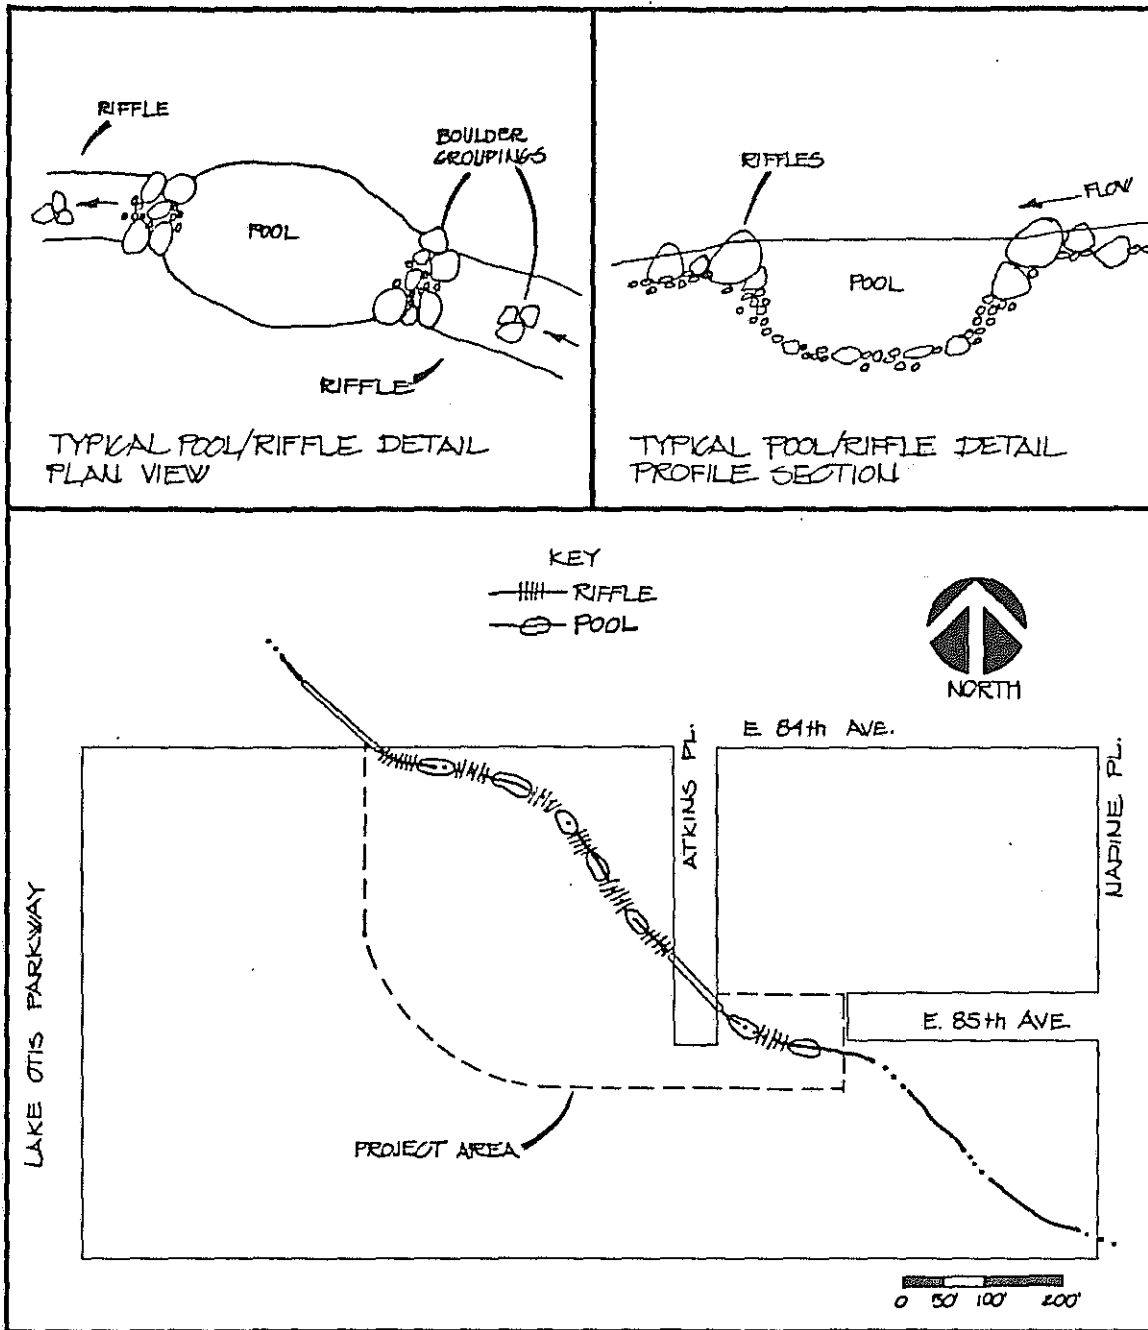 RIFFLE
BOULDER
GROUPINGS
POOL
RIFFLE
TYPICAL POOL/RIFFLE DETAIL
PLAN VIEW
RIFFLES
FLOW
POOL
TYPICAL POOL/RIFFLE DETAIL
PROFILE SECTION
KEY
RIFFLE
POOL
NORTH
E. 84th AVE.
ATKINS PL.
NADINE PL.
LAKE OTIS PARKWAY
E. 85th AVE.
PROJECT AREA
0 50' 100' 200'